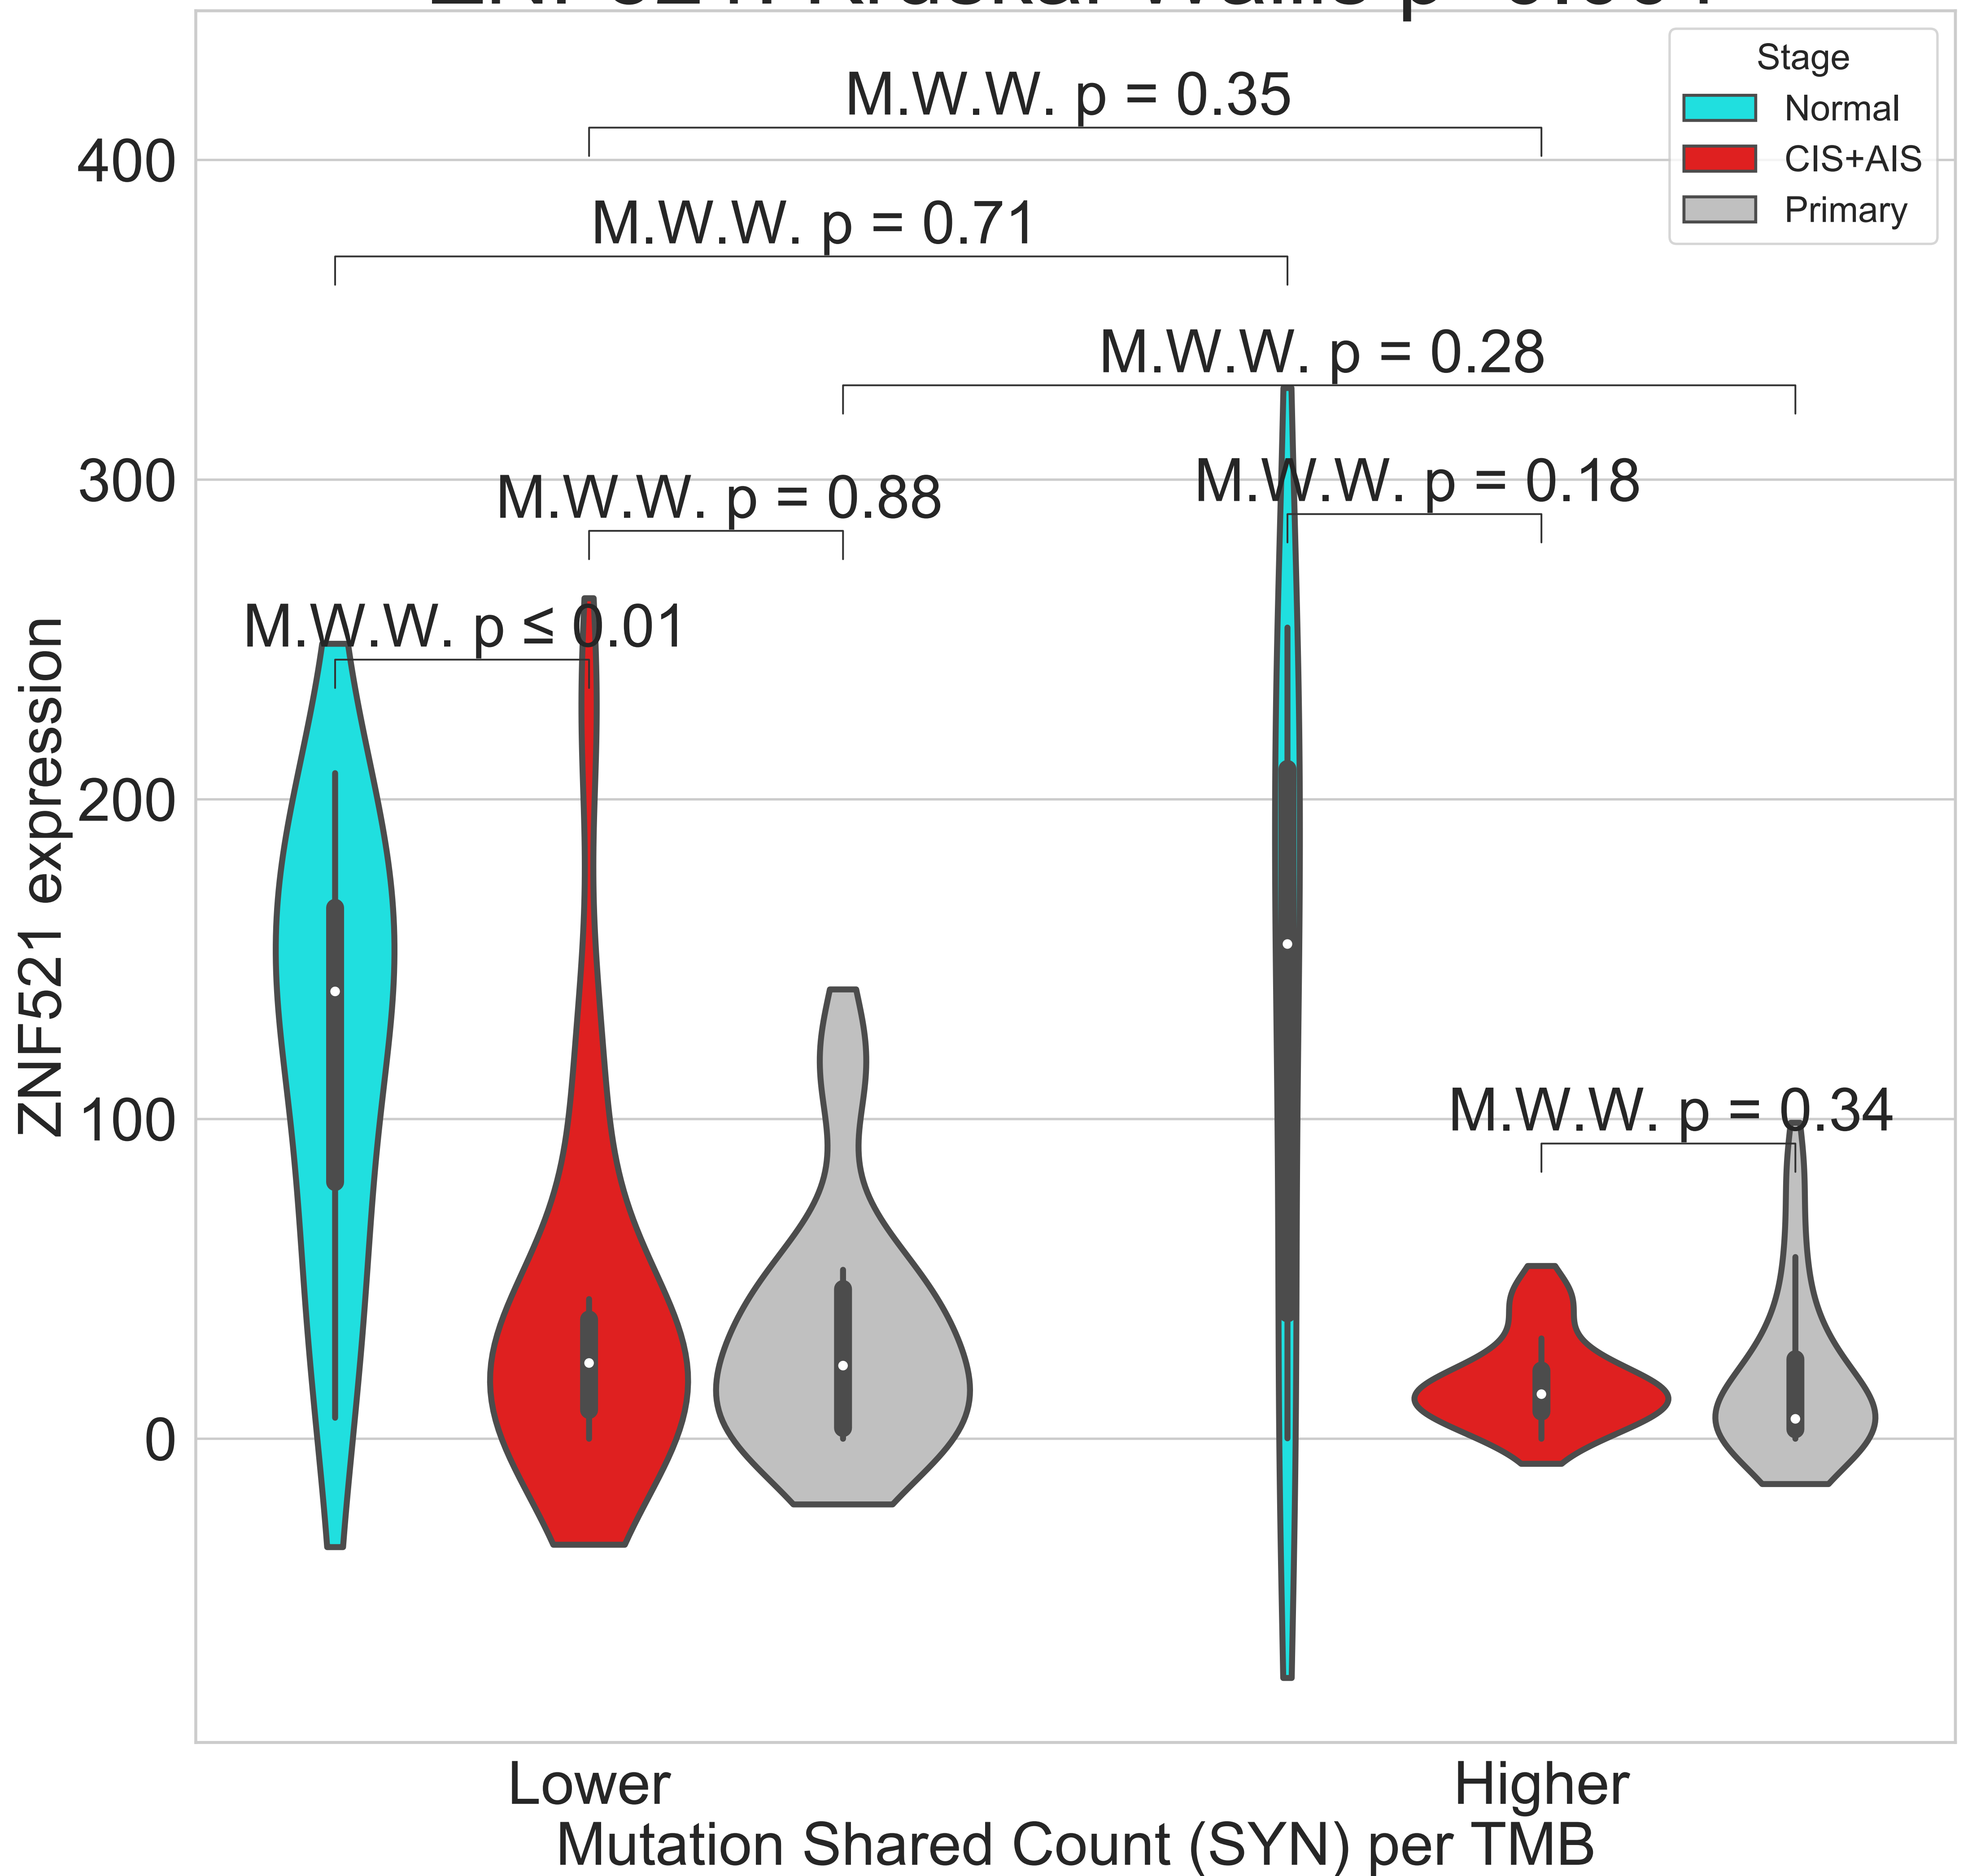 Stage
Normal
CIS+AIS
Primary
M.W.W. p = 0.35
M.W.W. p = 0.71
M.W.W. p = 0.28
M.W.W. p = 0.18
M.W.W. p = 0.88
M.W.W. p ≤ 0.01
M.W.W. p = 0.34
400
300
200
100
0
ZNF521 expression
Lower
Higher
Mutation Shared Count (SYN) per TMB